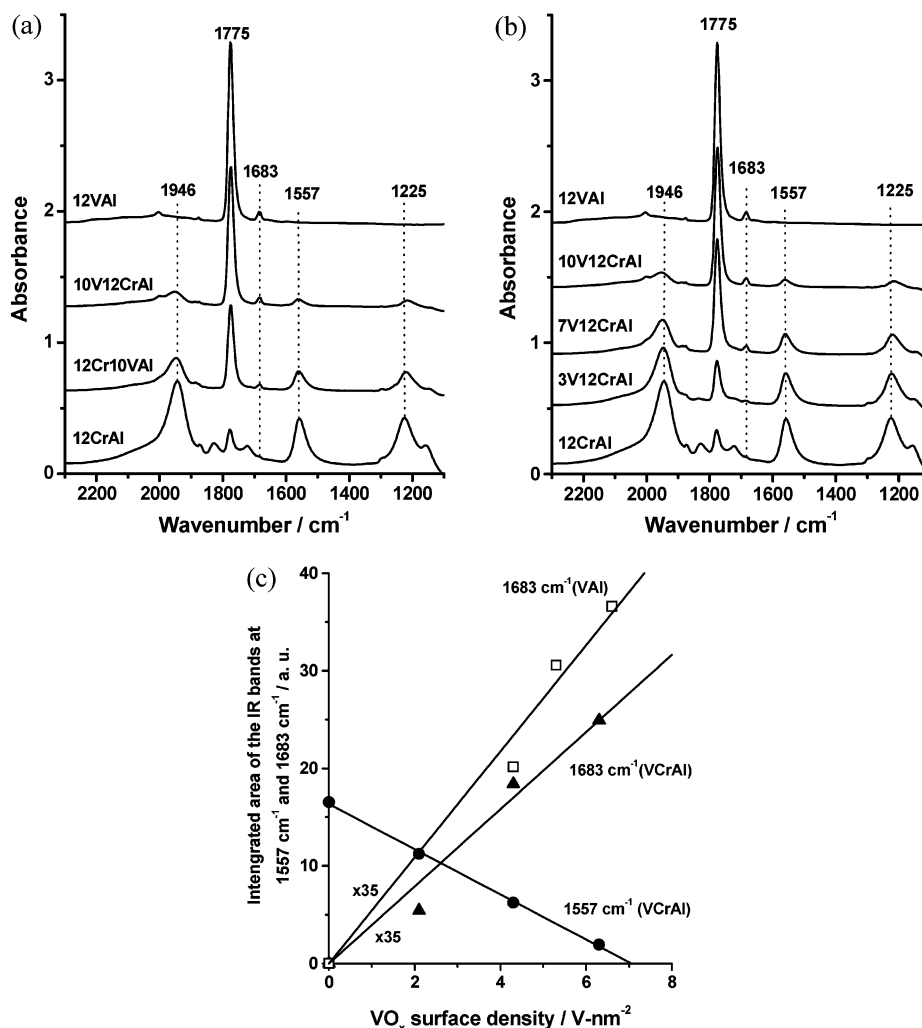 (a)
1775
3
12VAl
1946
1683
1557
1225
2
10V12CrAl
1
12Cr10VAl
12CrAl
0
Absorbance
2200 2000 1800 1600 1400 1200
Wavenumber / cm-1
(b)
1775
3
12VAl
1946
1683
1557
1225
2
10V12CrAl
7V12CrAl
1
3V12CrAl
12CrAl
0
Absorbance
2200 2000 1800 1600 1400 1200
Wavenumber / cm-1
(c)
40
30
20
10
0
Intengrated area of the IR bands at
1557 cm-1 and 1683 cm-1 / a. u.
1683 cm-1(VAl)
1683 cm-1(VCrAl)
x35
x35
1557 cm-1 (VCrAl)
0 2 4 6 8
VOx surface density / V-nm-2